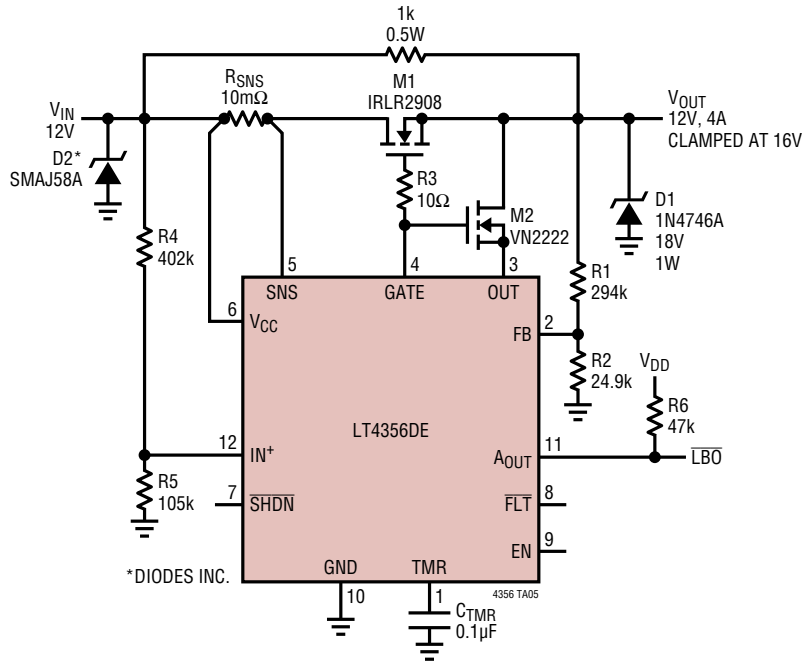 1k
0.5W
RSNS
10mΩ
M1
IRLR2908
VIN
12V
VOUT
12V, 4A
CLAMPED AT 16V
D2*
SMAJ58A
R3
10Ω
M2
VN2222
D1
1N4746A
18V
1W
R4
402k
5
4
3
SNS
GATE
OUT
R1
294k
6
VCC
FB
2
R2
24.9k
VDD
R6
47k
LT4356DE
12
IN+
AOUT
11
LBO
R5
105k
7
SHDN
FLT
8
EN
9
*DIODES INC.
GND
TMR
10
1
4356 TA05
CTMR
0.1µF